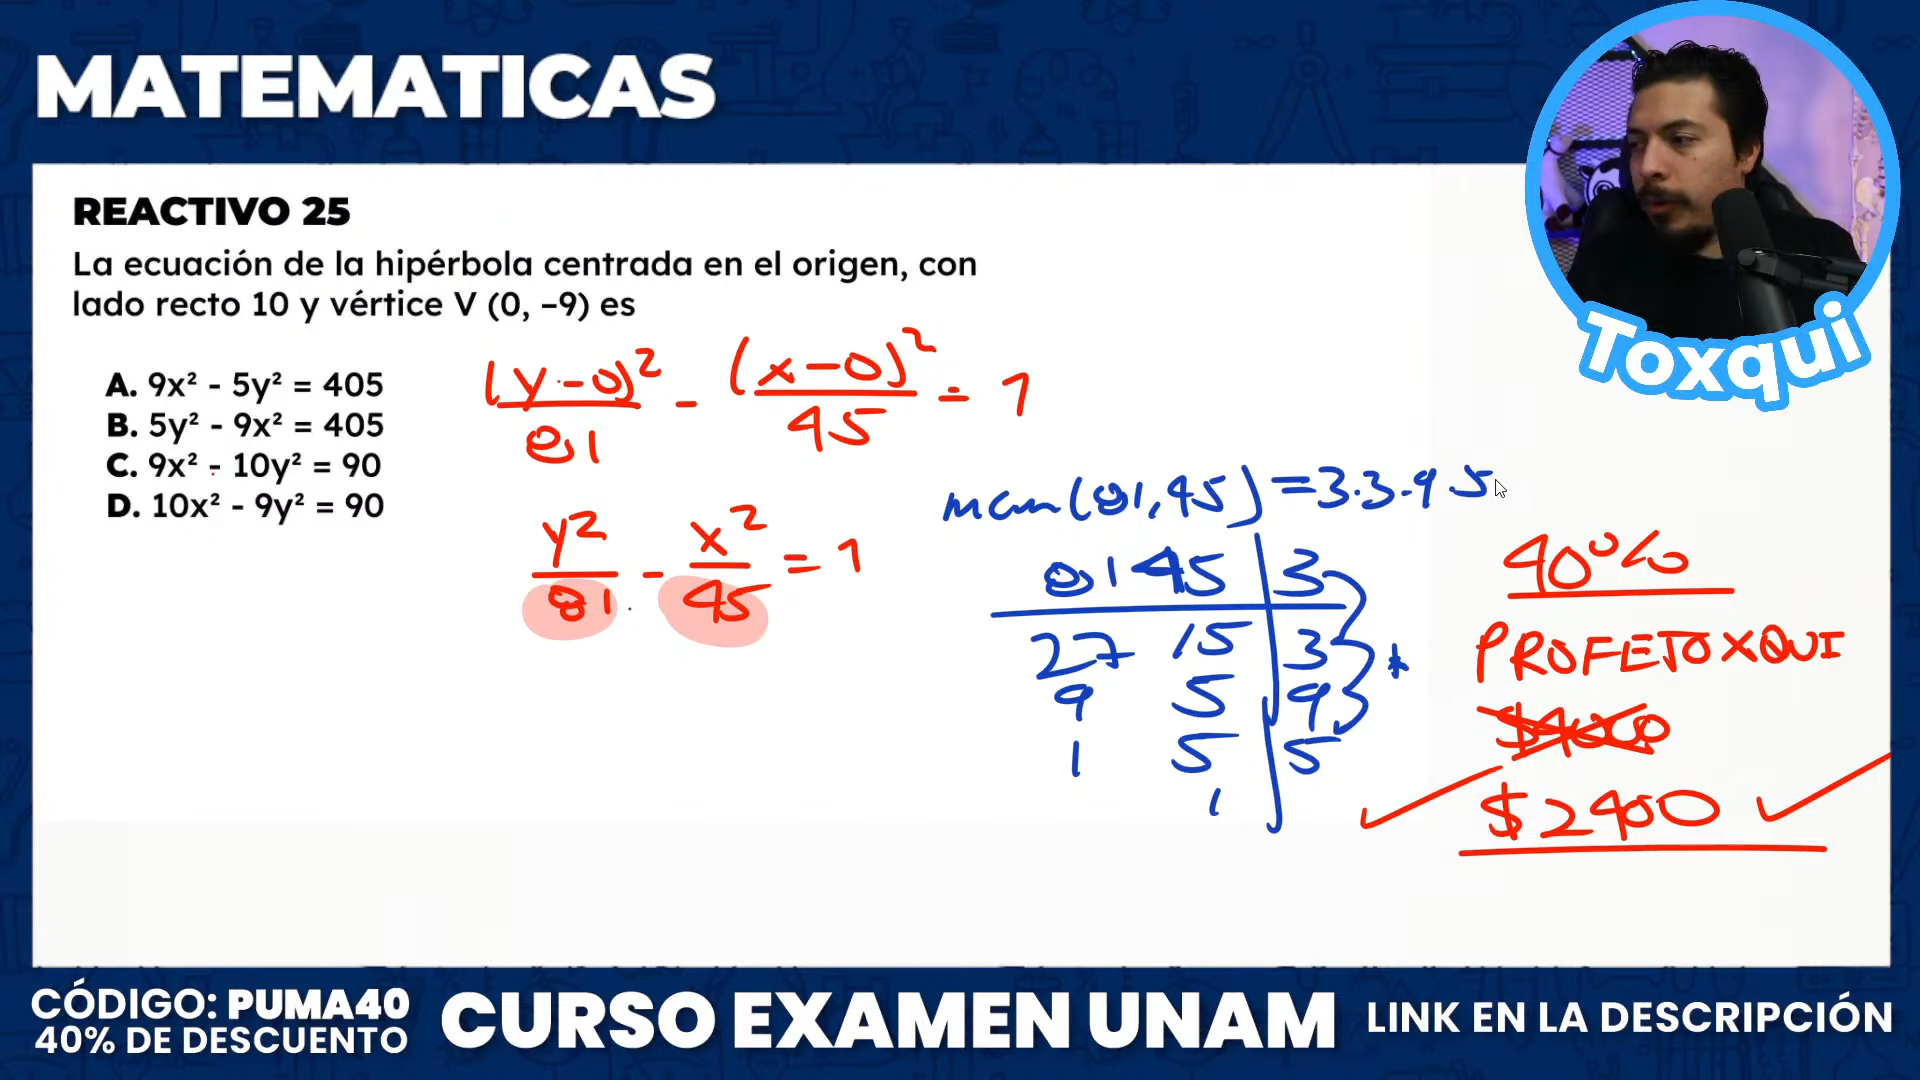 MATEMATICAS
REACTIVO 25
La ecuación de la hipérbola centrada en el origen, con
lado recto 10 y vértice V (0, –9) es
A. 9x² - 5y² = 405
B. 5y² - 9x² = 405
C. 9x² - 10y² = 90
D. 10x² - 9y² = 90
(y-0)²/81 - (x-0)²/45 = 1
y²/81 - x²/45 = 1
mcm(81,45) = 3·3·9·5
81 45 | 3
27 15 | 3
9 5 | 9
1 5 | 5
1
40%
PROFETOXQUI
$4000
$2400
Toxqui
CÓDIGO: PUMA40
40% DE DESCUENTO
CURSO EXAMEN UNAM
LINK EN LA DESCRIPCIÓN